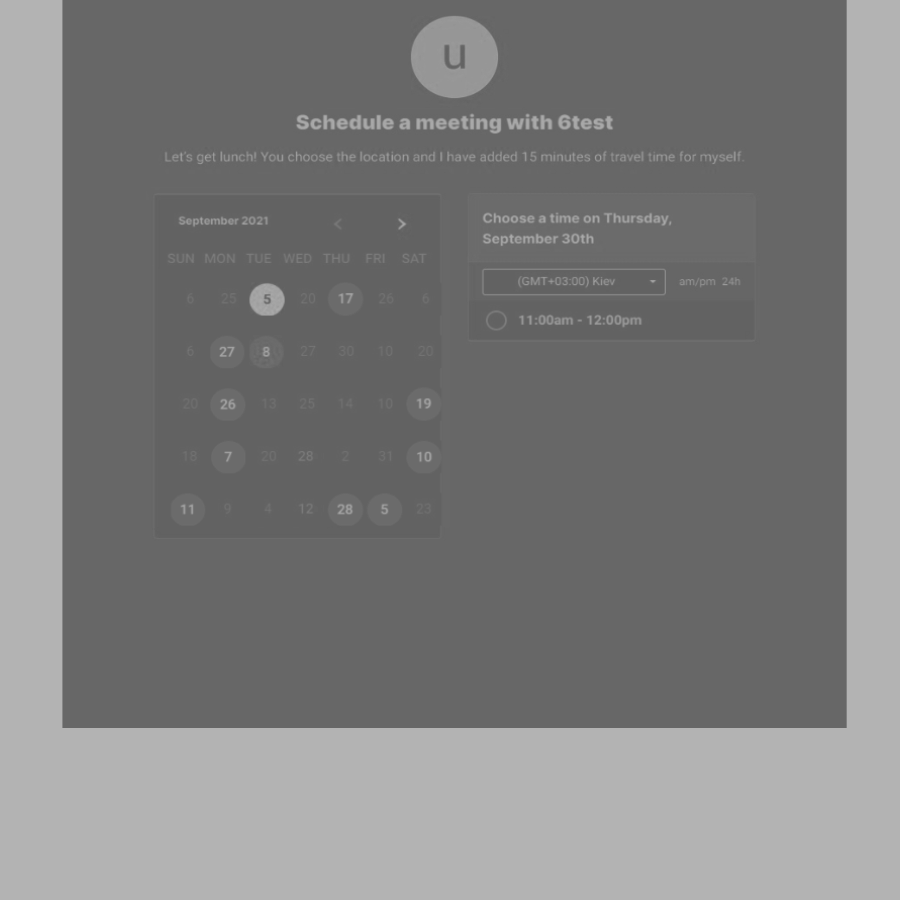 u
Schedule a meeting with 6test
Let's get lunch! You choose the location and I have added 15 minutes of travel time for myself.
September 2021 < >
SUN MON TUE WED THU FRI SAT
6 25 5 20 17 26 6
6 27 8 27 30 10 20
20 26 13 25 14 10 19
18 7 20 28 2 31 10
11 9 4 12 28 5 23
Choose a time on Thursday,
September 30th
(GMT+03:00) Kiev am/pm 24h
11:00am - 12:00pm